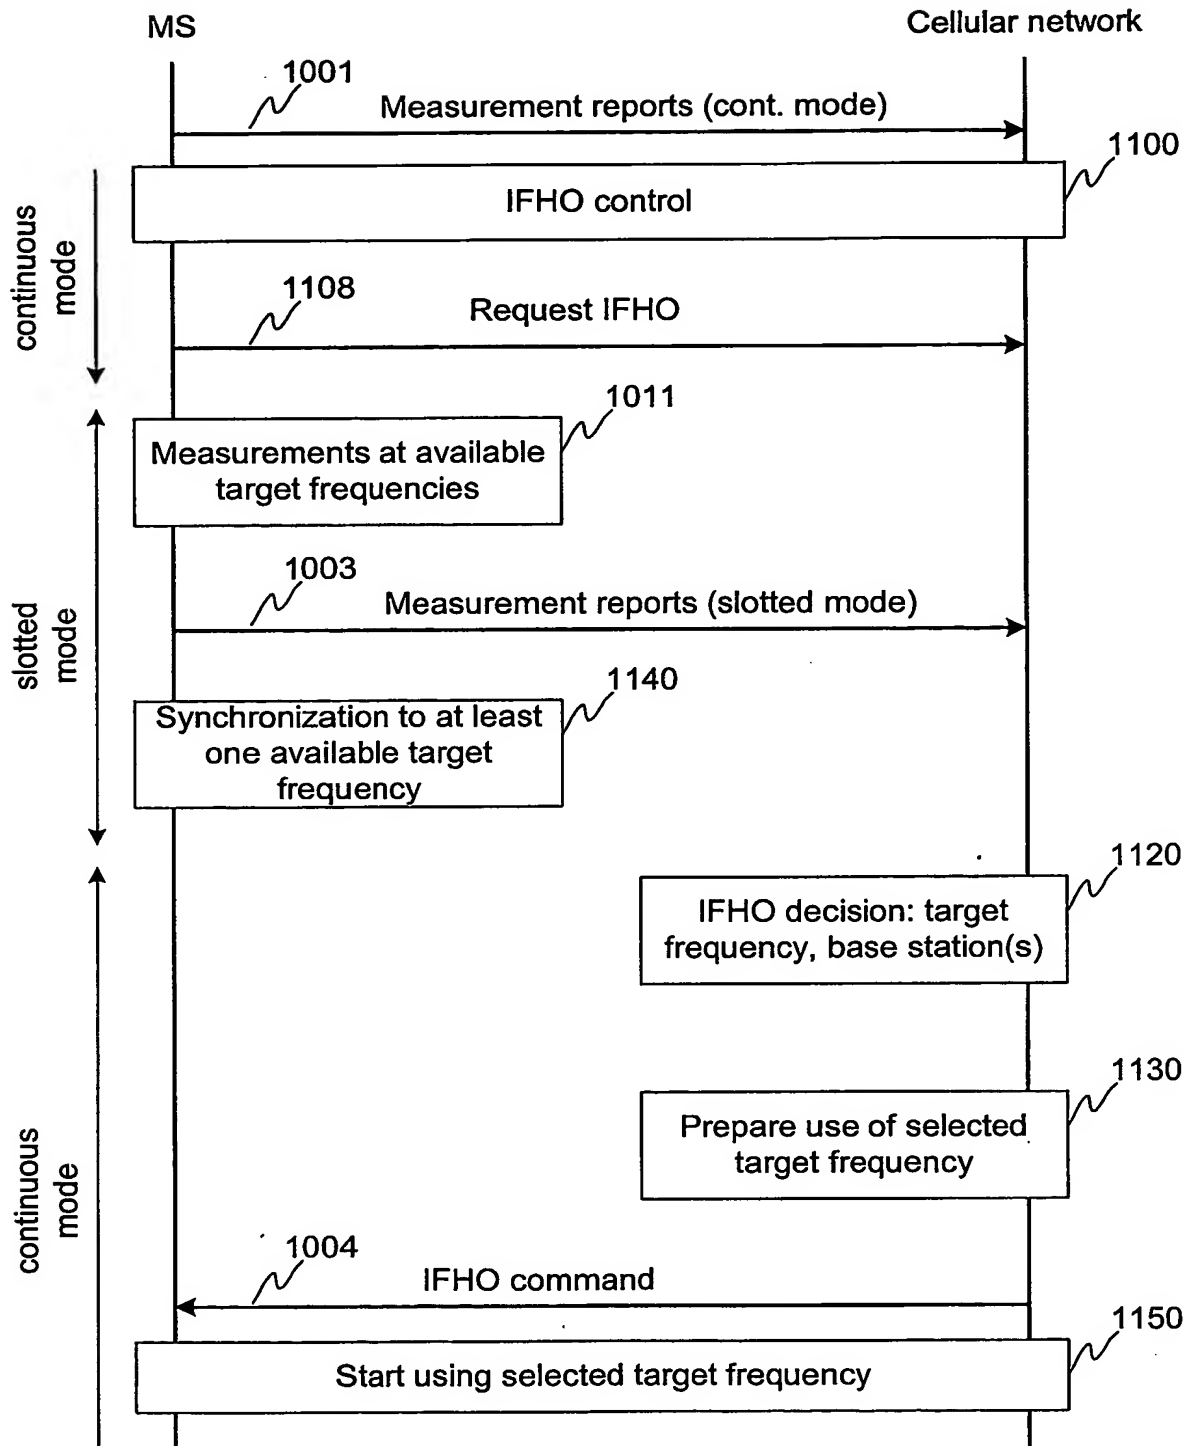 MS
Cellular network
1001
Measurement reports (cont. mode)
1100
IFHO control
continuous
mode
1108
Request IFHO
1011
Measurements at available
target frequencies
1003
Measurement reports (slotted mode)
slotted
mode
1140
Synchronization to at least
one available target
frequency
1120
IFHO decision: target
frequency, base station(s)
1130
Prepare use of selected
target frequency
continuous
mode
1004
IFHO command
1150
Start using selected target frequency